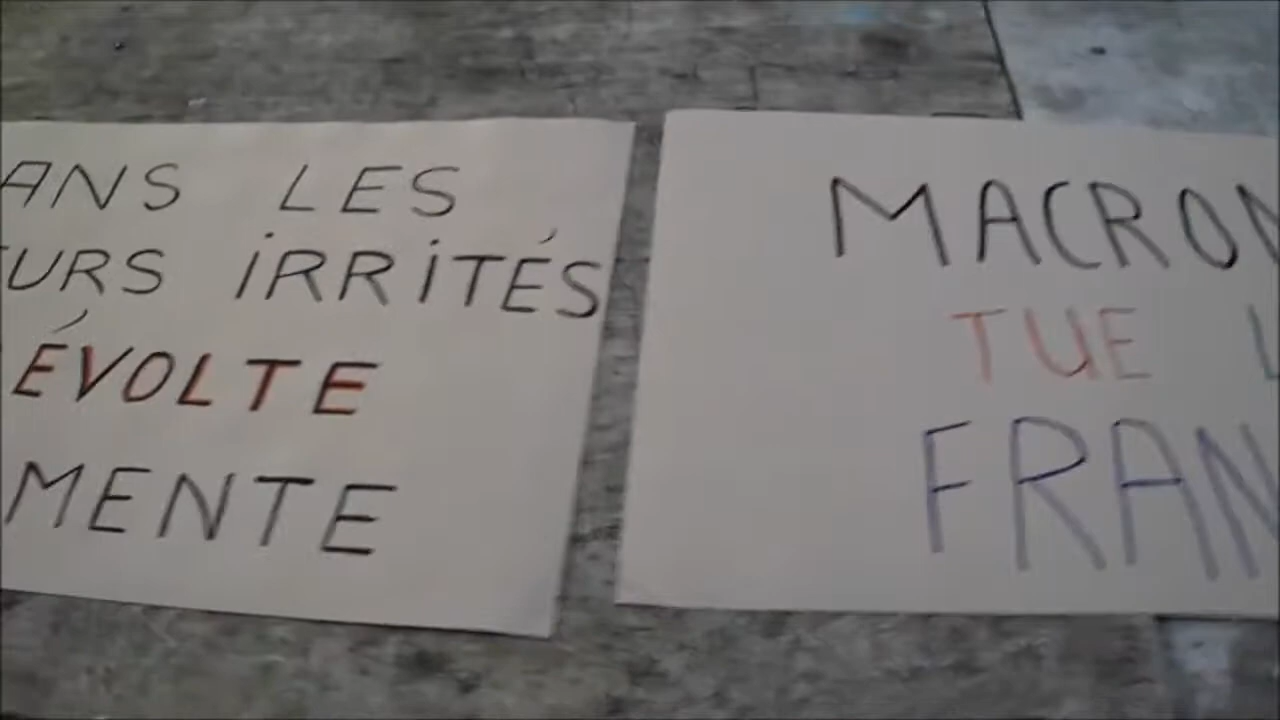 ANS LES
URS IRRITÉS
ÉVOLTE
MENTE
MACRON
TUE L
FRAN